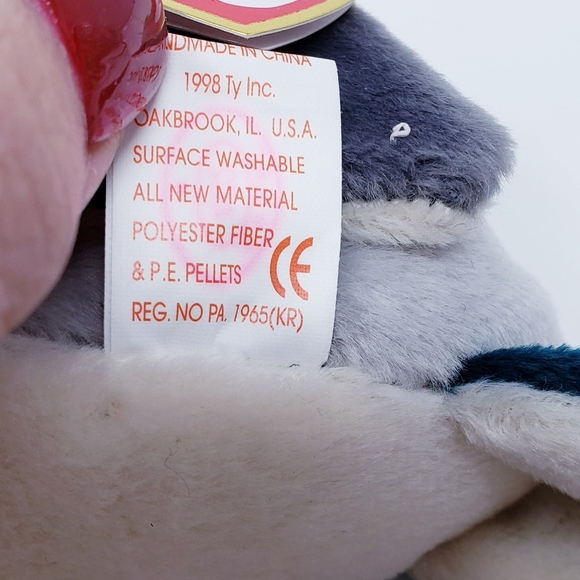 HANDMADE IN CHINA
1998 Ty Inc.
OAKBROOK, IL. U.S.A.
SURFACE WASHABLE
ALL NEW MATERIAL
POLYESTER FIBER
& P.E. PELLETS
CE
REG. NO PA. 1965(KR)